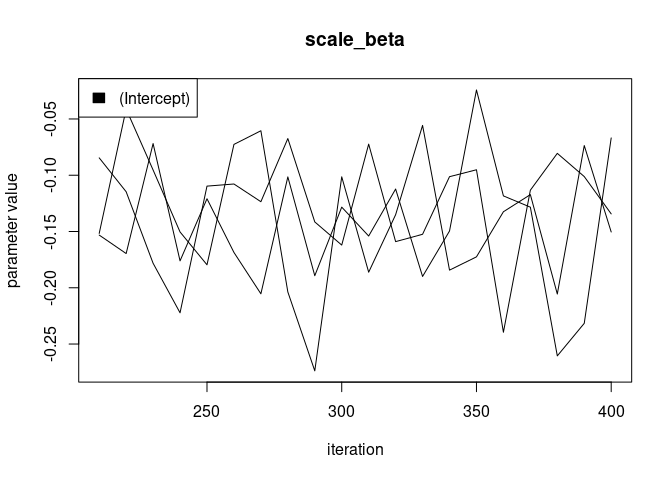 scale_beta
(Intercept)
parameter value
-0.05
-0.10
-0.15
-0.20
-0.25
250 300 350 400
iteration